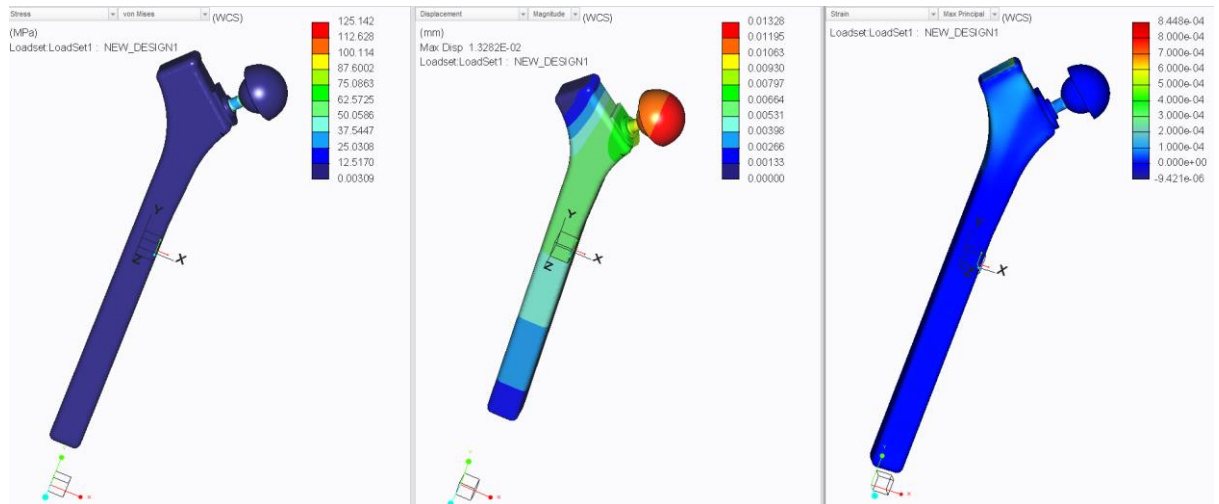 Stress von Mises (WCS)
(MPa)
Loadset:LoadSet1 : NEW_DESIGN1
125.142
112.628
100.114
87.6002
75.0863
62.5725
50.0586
37.5447
25.0308
12.5170
0.00309
Y
Z X
x
Displacement Magnitude (WCS)
(mm)
Max Disp 1.3282E-02
Loadset:LoadSet1 : NEW_DESIGN1
0.01328
0.01195
0.01063
0.00930
0.00797
0.00664
0.00531
0.00398
0.00266
0.00133
0.00000
Y
Z X
x
Strain Max Principal (WCS)
Loadset:LoadSet1 : NEW_DESIGN1
8.448e-04
8.000e-04
7.000e-04
6.000e-04
5.000e-04
4.000e-04
3.000e-04
2.000e-04
1.000e-04
0.000e+00
-9.421e-06
X
x